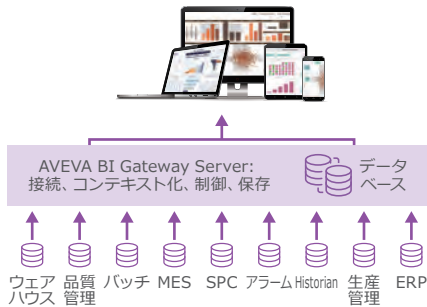 AVEVA BI Gateway Server:
接続、コンテキスト化、制御、保存
データ
ベース
ウェア
ハウス
品質
管理
バッチ
MES
SPC
アラーム
Historian
生産
管理
ERP